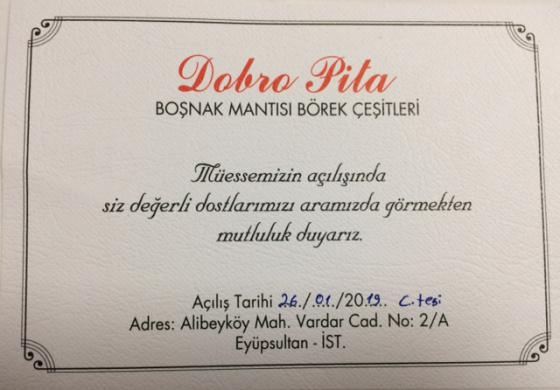 Dobro Pita
BOŞNAK MANTISI BÖREK ÇEŞİTLERİ
Müessemizin açılışında
siz değerli dostlarımızı aramızda görmekten
mutluluk duyarız.
Açılış Tarihi 26./.01./2019.. C.tesi
Adres: Alibeyköy Mah. Vardar Cad. No: 2/A
Eyüpsultan - İST.